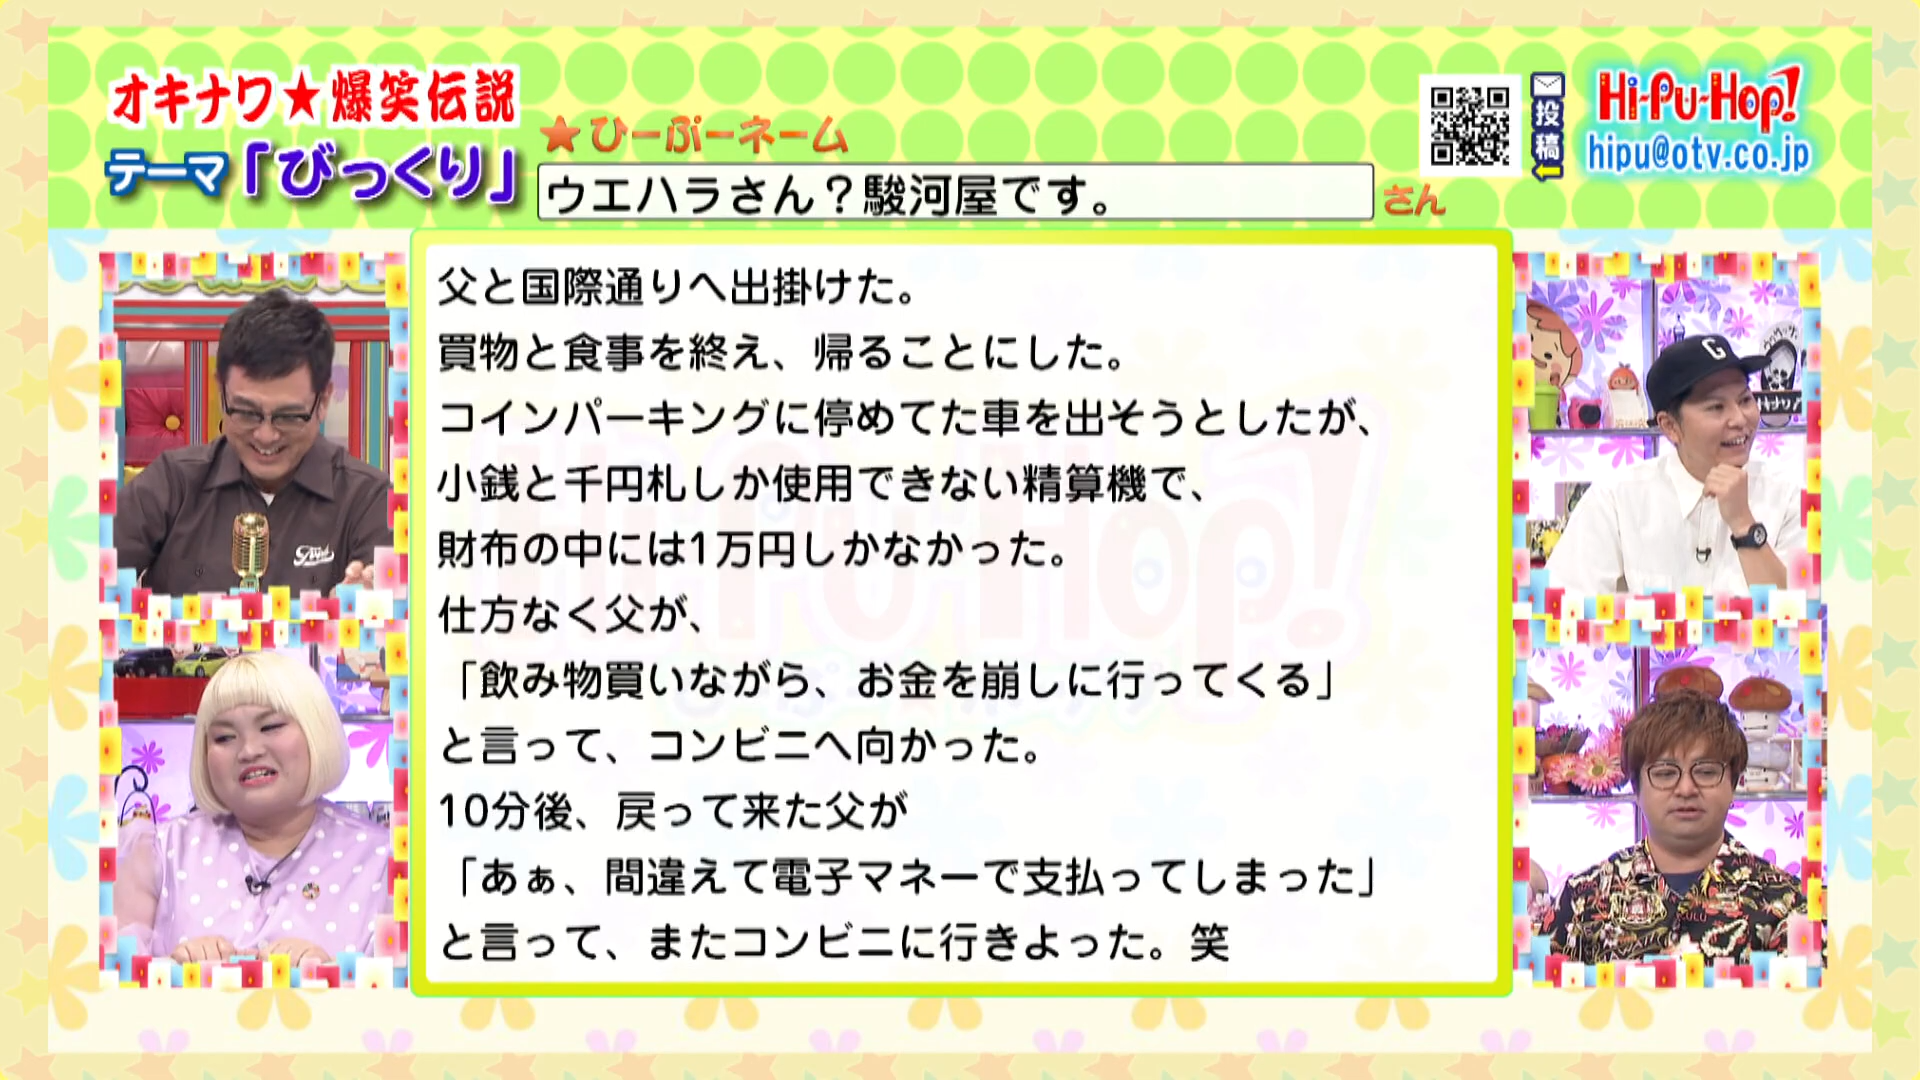 オキナワ★爆笑伝説
テーマ「びっくり」
★ひーぷーネーム
ウエハラさん？駿河屋です。
さん
投稿
Hi-Pu-Hop!
hipu@otv.co.jp
父と国際通りへ出掛けた。
買物と食事を終え、帰ることにした。
コインパーキングに停めてた車を出そうとしたが、
小銭と千円札しか使用できない精算機で、
財布の中には1万円しかなかった。
仕方なく父が、
「飲み物買いながら、お金を崩しに行ってくる」
と言って、コンビニへ向かった。
10分後、戻って来た父が
「あぁ、間違えて電子マネーで支払ってしまった」
と言って、またコンビニに行きよった。笑
Hi-Pu-Hop!
G